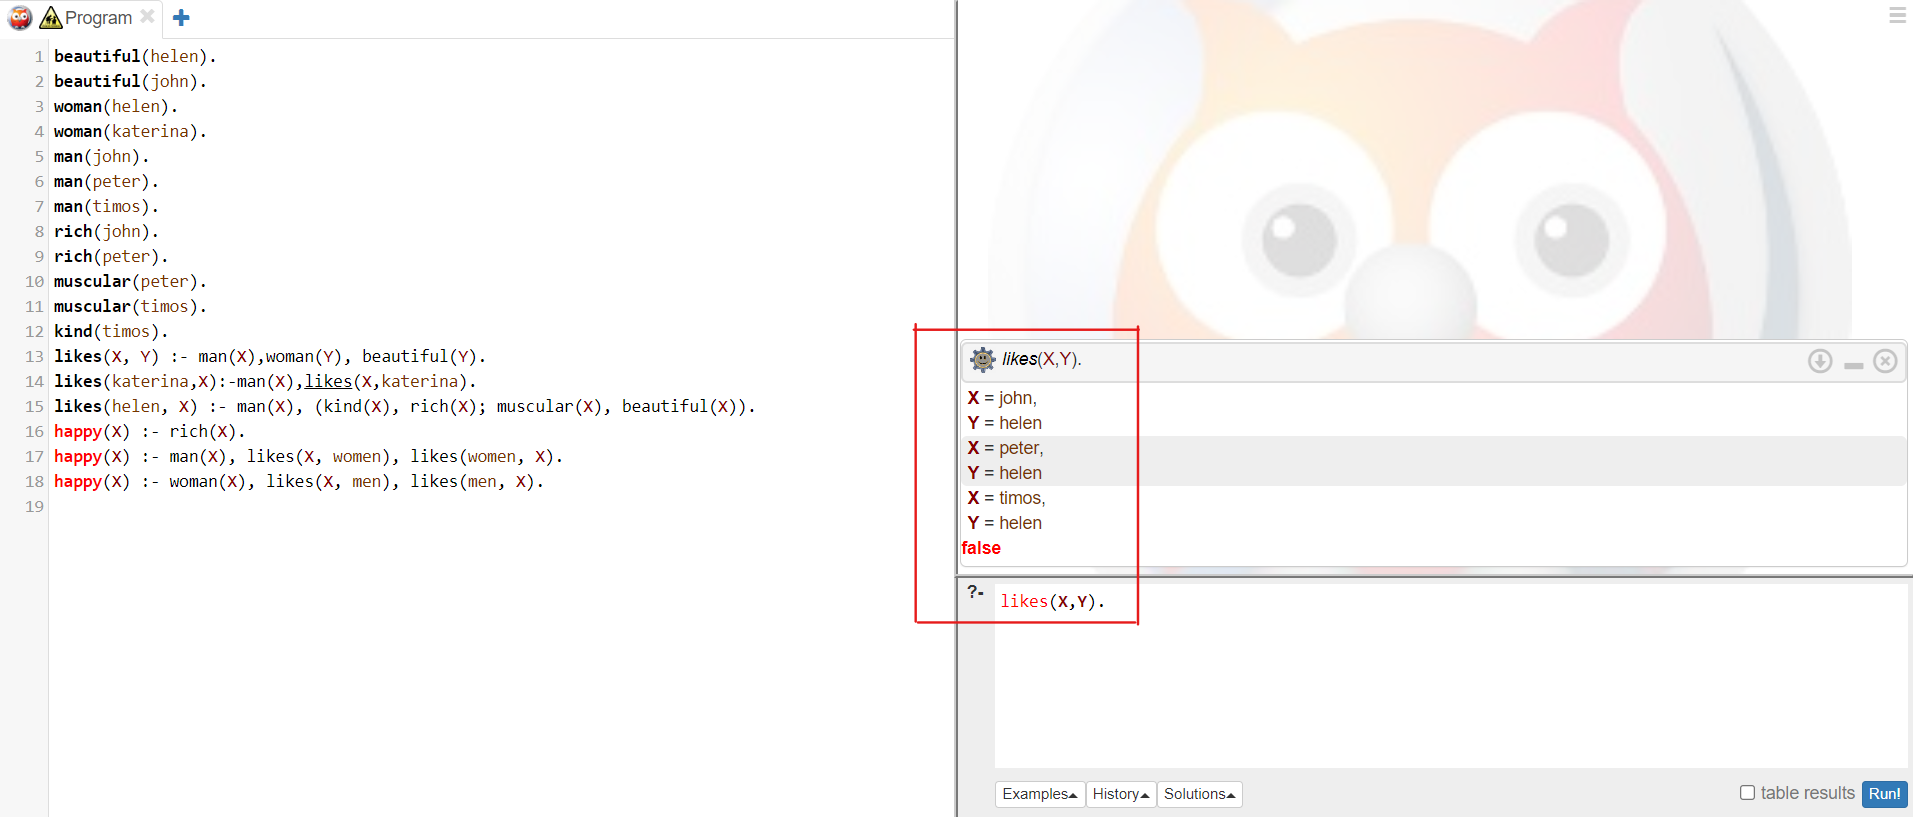 Program
1 beautiful(helen).
2 beautiful(john).
3 woman(helen).
4 woman(katerina).
5 man(john).
6 man(peter).
7 man(timos).
8 rich(john).
9 rich(peter).
10 muscular(peter).
11 muscular(timos).
12 kind(timos).
13 likes(X, Y) :- man(X),woman(Y), beautiful(Y).
14 likes(katerina,X):-man(X),likes(X,katerina).
15 likes(helen, X) :- man(X), (kind(X), rich(X); muscular(X), beautiful(X)).
16 happy(X) :- rich(X).
17 happy(X) :- man(X), likes(X, women), likes(women, X).
18 happy(X) :- woman(X), likes(X, men), likes(men, X).
19
likes(X,Y).
X = john,
Y = helen
X = peter,
Y = helen
X = timos,
Y = helen
false
?- likes(X,Y).
Examples History Solutions table results Run!